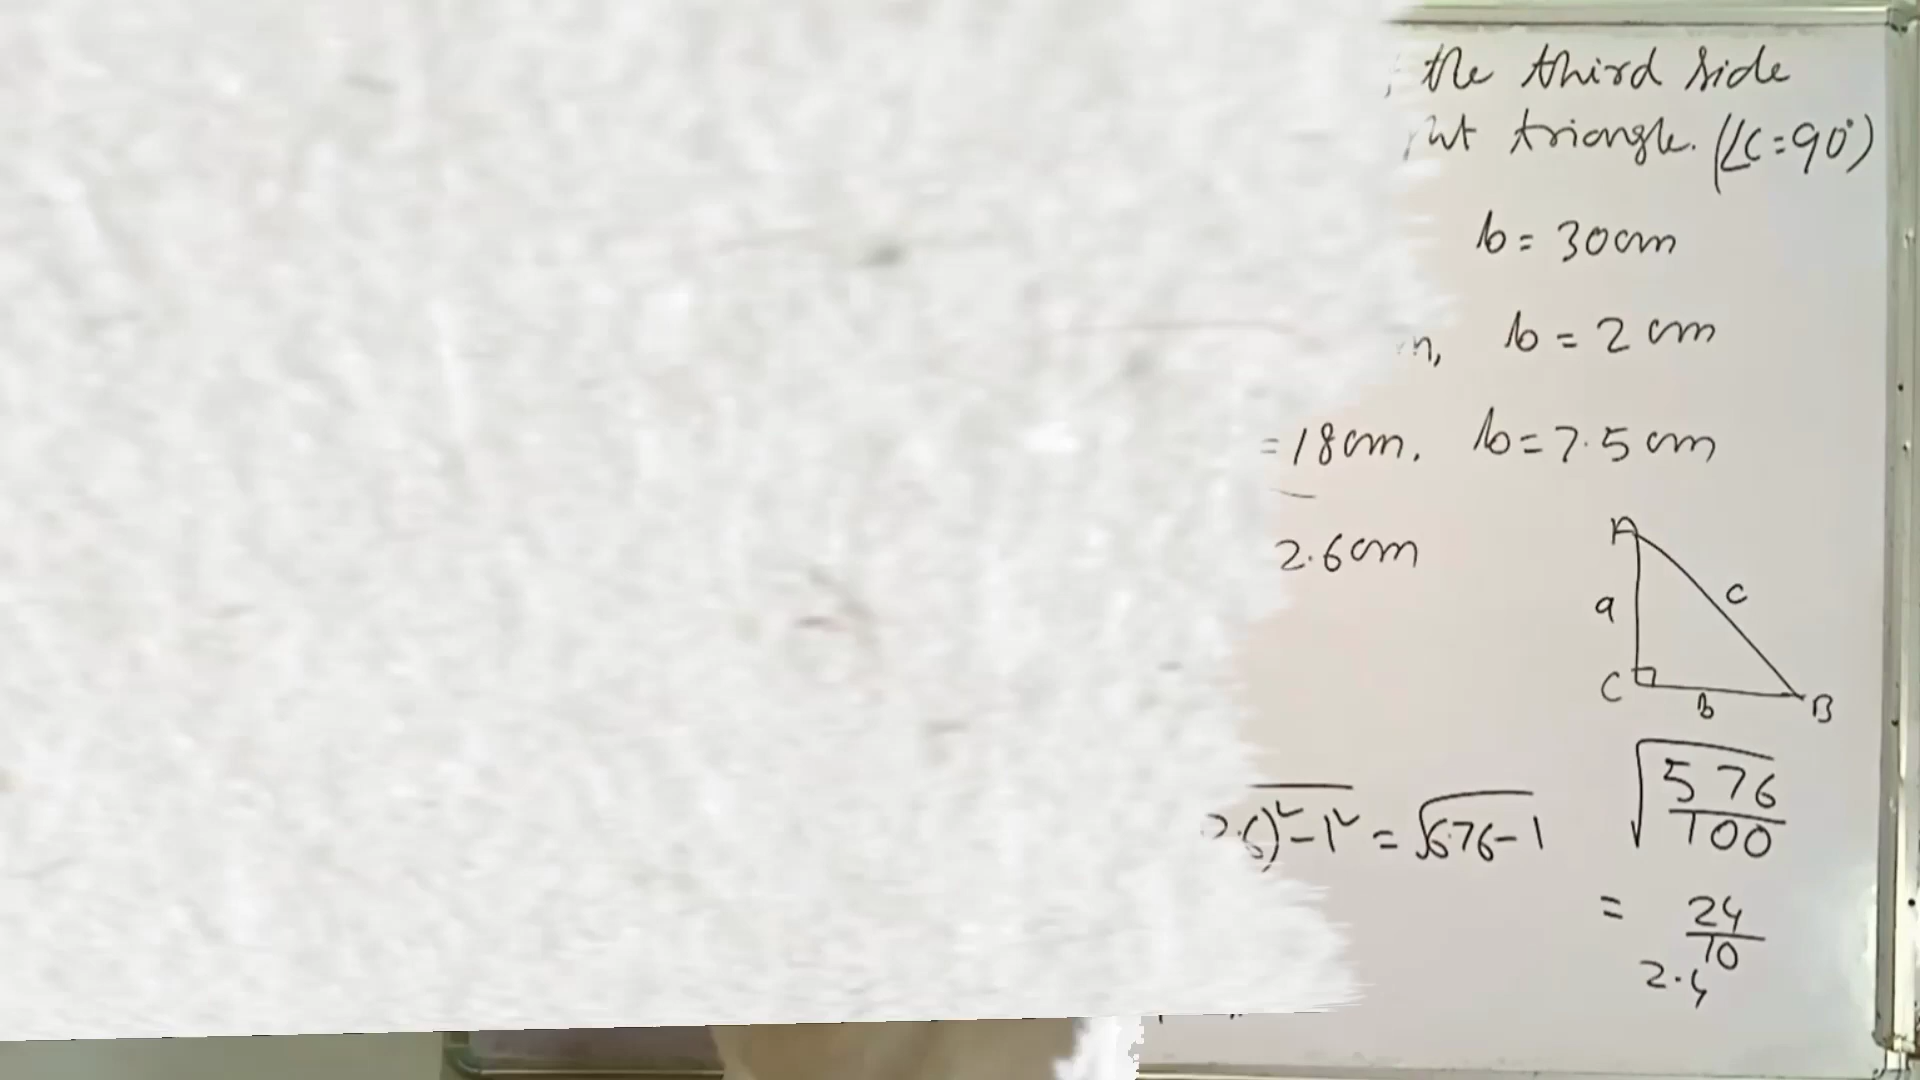 the third side
triangle. (∠C=90°)
b = 30cm
b = 2 cm
=18cm. b=7.5 cm
2.6cm
A
a
c
C
b
B
)²-1² = √6.76-1
√576/100
= 24/10
2.4